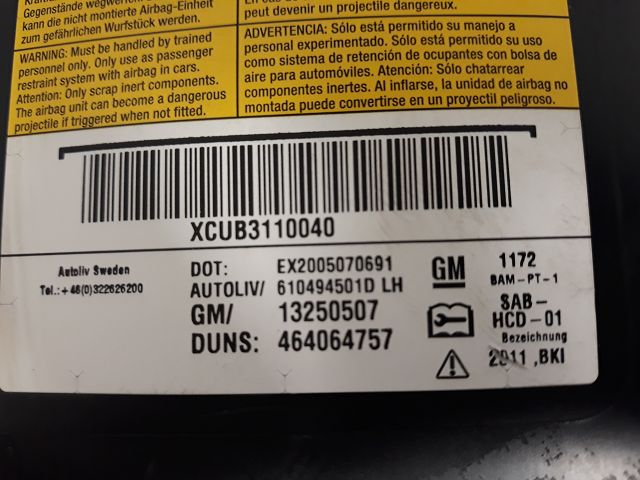 Gegenstände
kann die nicht montierte Airbag-Einheit
zum gefährlichen Wurfstück werden.
peut devenir un projectile dangereux.
WARNING: Must be handled by trained
personnel only. Only use as passenger
restraint system with airbag in cars.
Attention: Only scrap inert components.
The airbag unit can become a dangerous
projectile if triggered when not fitted.
ADVERTENCIA: Sólo está permitido su manejo a
personal experimentado. Sólo está permitido su uso
como sistema de retención de ocupantes con bolsa de
aire para automóviles. Atención: Sólo chatarrear
componentes inertes. Al inflarse, la unidad de airbag no
montada puede convertirse en un proyectil peligroso.
XCUB3110040
Autoliv Sweden
Tel.:+46(0)322626200
DOT: EX2005070691
AUTOLIV/ 610494501D LH
GM/ 13250507
DUNS: 464064757
GM
1172
BAM-PT-1
SAB-
HCD-01
Bezeichnung
2011 ,BKI